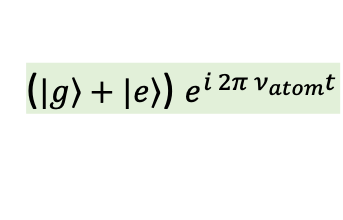 (|g⟩ + |e⟩) e^{i 2π ν_{atom}t}